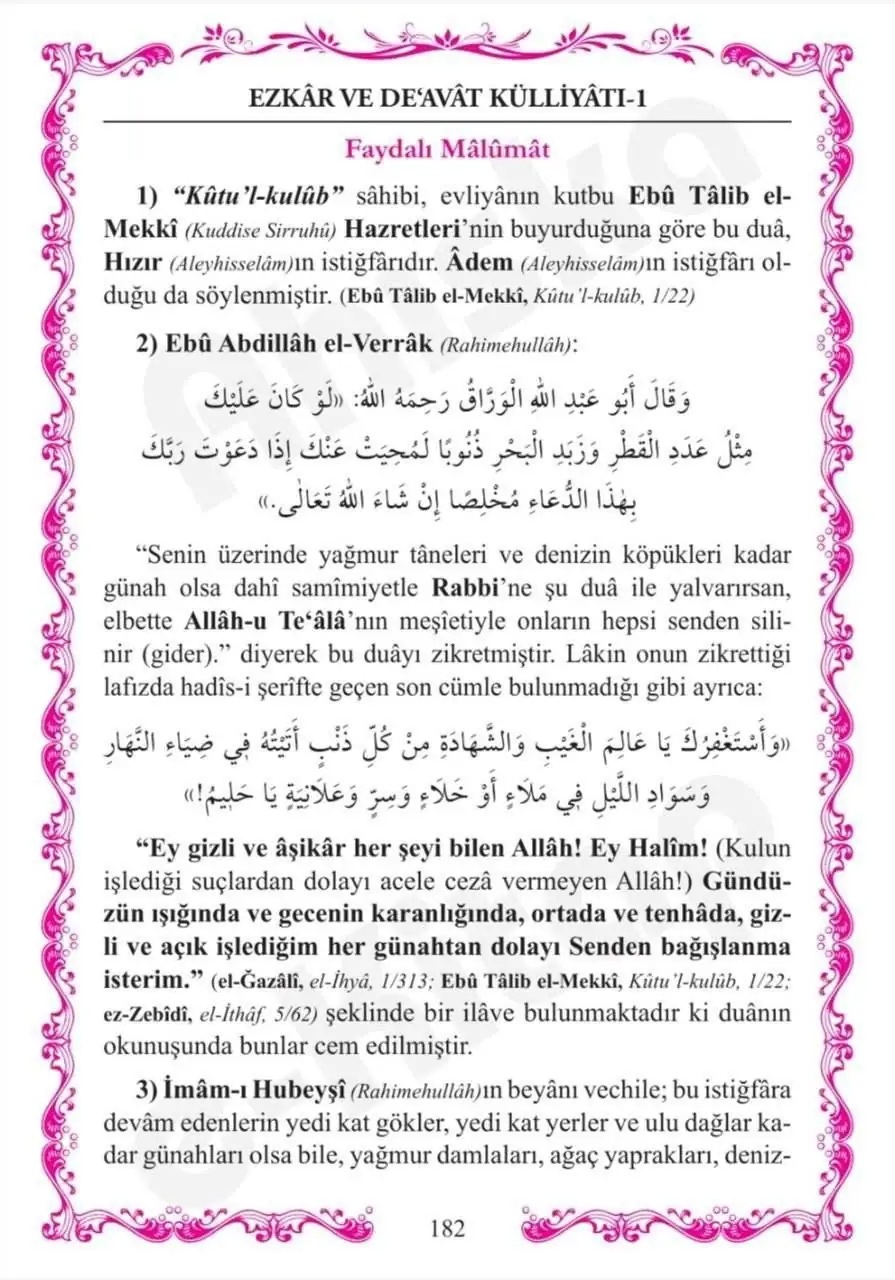 EZKÂR VE DE‘AVÂT KÜLLİYÂTI-1
Faydalı Mâlûmât
1) “Kûtu’l-kulûb” sâhibi, evliyânın kutbu Ebû Tâlib el-
Mekkî (Kuddise Sirruhû) Hazretleri’nin buyurduğuna göre bu duâ,
Hızır (Aleyhisselâm)ın istiğfârıdır. Âdem (Aleyhisselâm)ın istiğfârı ol-
duğu da söylenmiştir. (Ebû Tâlib el-Mekkî, Kûtu’l-kulûb, 1/22)
2) Ebû Abdillâh el-Verrâk (Rahimehullâh):
وَقَالَ أَبُو عَبْدِ اللهِ الْوَرَّاقُ رَحِمَهُ اللهُ: «لَوْ كَانَ عَلَيْكَ
مِثْلُ عَدَدِ الْقَطْرِ وَزَبَدِ الْبَحْرِ ذُنُوبًا لَمُحِيَتْ عَنْكَ إِذَا دَعَوْتَ رَبَّكَ
بِهٰذَا الدُّعَاءِ مُخْلِصًا إِنْ شَاءَ اللهُ تَعَالٰى.»
“Senin üzerinde yağmur tâneleri ve denizin köpükleri kadar
günah olsa dahî samîmiyetle Rabbi’ne şu duâ ile yalvarırsan,
elbette Allâh-u Te‘âlâ’nın meşîetiyle onların hepsi senden sili-
nir (gider).” diyerek bu duâyı zikretmiştir. Lâkin onun zikrettiği
lafızda hadîs-i şerîfte geçen son cümle bulunmadığı gibi ayrıca:
«وَأَسْتَغْفِرُكَ يَا عَالِمَ الْغَيْبِ وَالشَّهَادَةِ مِنْ كُلِّ ذَنْبٍ أَتَيْتُهُ فِي ضِيَاءِ النَّهَارِ
وَسَوَادِ اللَّيْلِ فِي مَلَاءٍ أَوْ خَلَاءٍ وَسِرٍّ وَعَلَانِيَةٍ يَا حَلِيمُ!»
“Ey gizli ve âşikâr her şeyi bilen Allâh! Ey Halîm! (Kulun
işlediği suçlardan dolayı acele cezâ vermeyen Allâh!) Gündü-
zün ışığında ve gecenin karanlığında, ortada ve tenhâda, giz-
li ve açık işlediğim her günahtan dolayı Senden bağışlanma
isterim.” (el-Ğazâlî, el-İhyâ, 1/313; Ebû Tâlib el-Mekkî, Kûtu’l-kulûb, 1/22;
ez-Zebîdî, el-İthâf, 5/62) şeklinde bir ilâve bulunmaktadır ki duânın
okunuşunda bunlar cem edilmiştir.
3) İmâm-ı Hubeyşî (Rahimehullâh)ın beyânı vechile; bu istiğfâra
devâm edenlerin yedi kat gökler, yedi kat yerler ve ulu dağlar ka-
dar günahları olsa bile, yağmur damlaları, ağaç yaprakları, deniz-
182